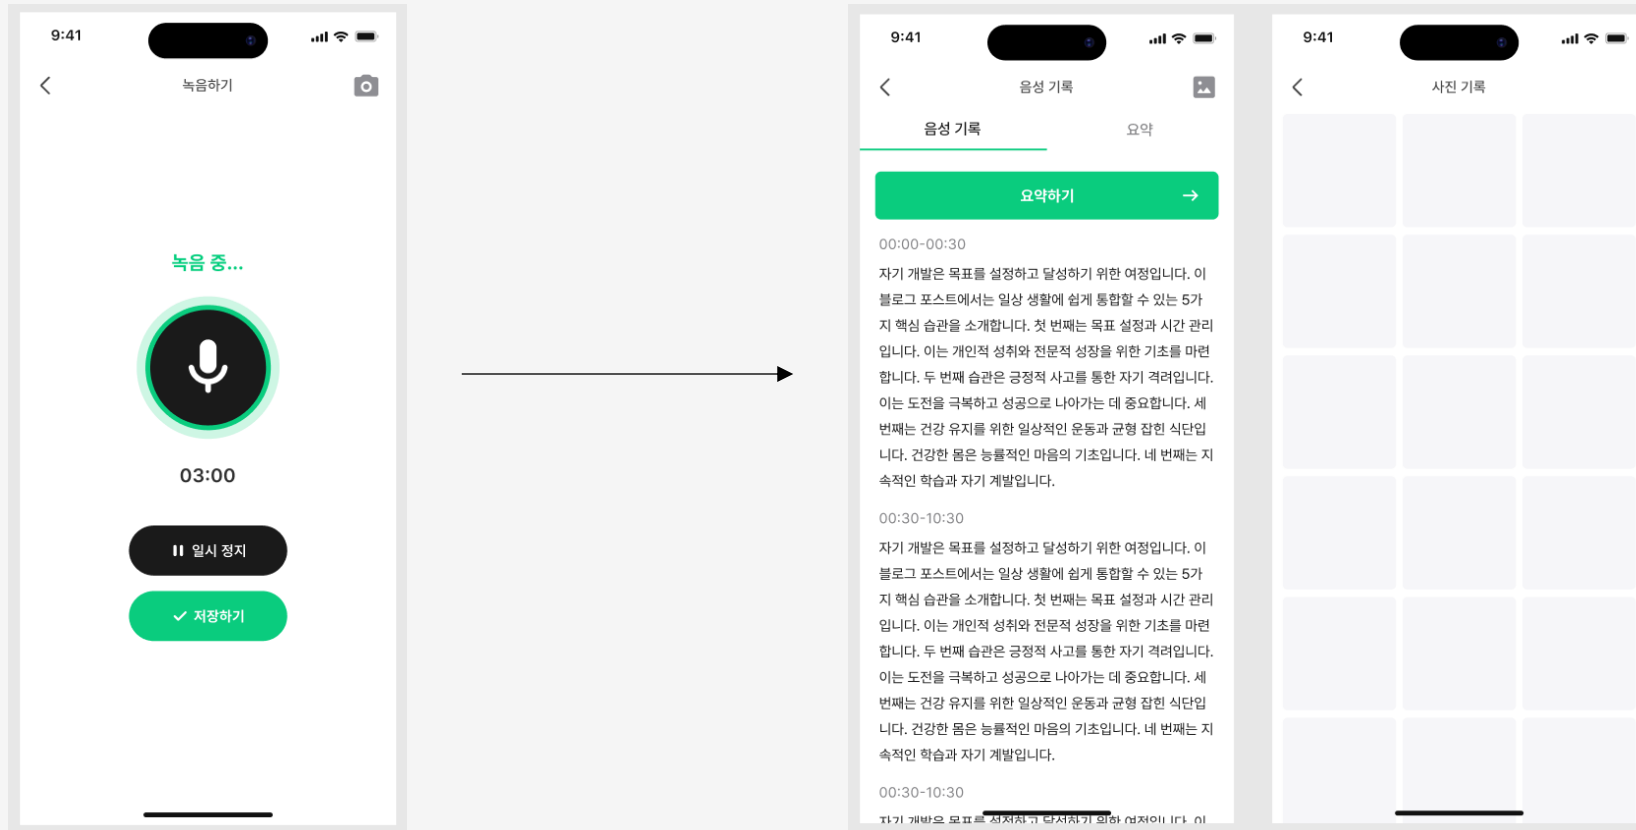 9:41
녹음하기
녹음 중...
03:00
일시 정지
저장하기
9:41
음성 기록
음성 기록
요약
요약하기
00:00-00:30
자기 개발은 목표를 설정하고 달성하기 위한 여정입니다. 이
블로그 포스트에서는 일상 생활에 쉽게 통합할 수 있는 5가
지 핵심 습관을 소개합니다. 첫 번째는 목표 설정과 시간 관리
입니다. 이는 개인적 성취와 전문적 성장을 위한 기초를 마련
합니다. 두 번째 습관은 긍정적 사고를 통한 자기 격려입니다.
이는 도전을 극복하고 성공으로 나아가는 데 중요합니다. 세
번째는 건강 유지를 위한 일상적인 운동과 균형 잡힌 식단입
니다. 건강한 몸은 능률적인 마음의 기초입니다. 네 번째는 지
속적인 학습과 자기 계발입니다.
00:30-10:30
자기 개발은 목표를 설정하고 달성하기 위한 여정입니다. 이
블로그 포스트에서는 일상 생활에 쉽게 통합할 수 있는 5가
지 핵심 습관을 소개합니다. 첫 번째는 목표 설정과 시간 관리
입니다. 이는 개인적 성취와 전문적 성장을 위한 기초를 마련
합니다. 두 번째 습관은 긍정적 사고를 통한 자기 격려입니다.
이는 도전을 극복하고 성공으로 나아가는 데 중요합니다. 세
번째는 건강 유지를 위한 일상적인 운동과 균형 잡힌 식단입
니다. 건강한 몸은 능률적인 마음의 기초입니다. 네 번째는 지
속적인 학습과 자기 계발입니다.
00:30-10:30
자기 개발은 목표를 설정하고 달성하기 위한 여정입니다. 이
9:41
사진 기록